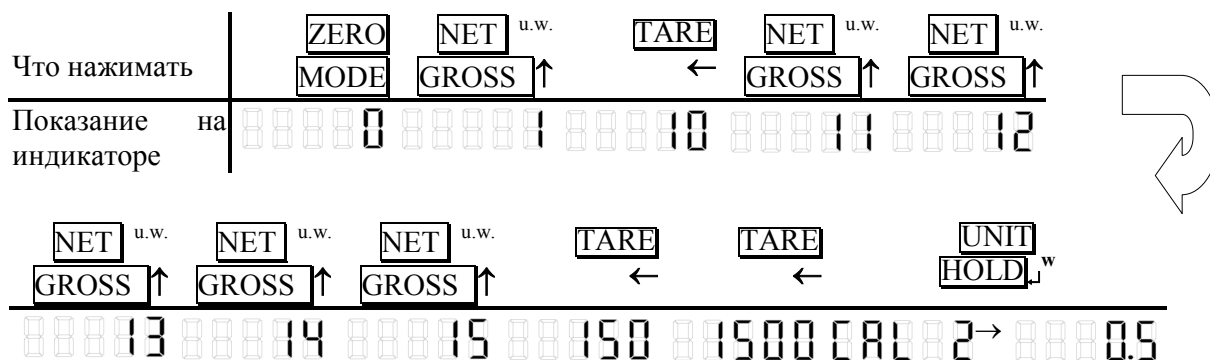 ZERO NET u.w. TARE NET u.w. NET u.w.
Что нажимать MODE GROSS ↑ ← GROSS ↑ GROSS ↑
Показание на 0 1 10 11 12
индикаторе
NET u.w. NET u.w. NET u.w. TARE TARE UNIT
GROSS ↑ GROSS ↑ GROSS ↑ ← ← HOLD ↵ w
13 14 15 150 1500 CAL 2→ 0.5